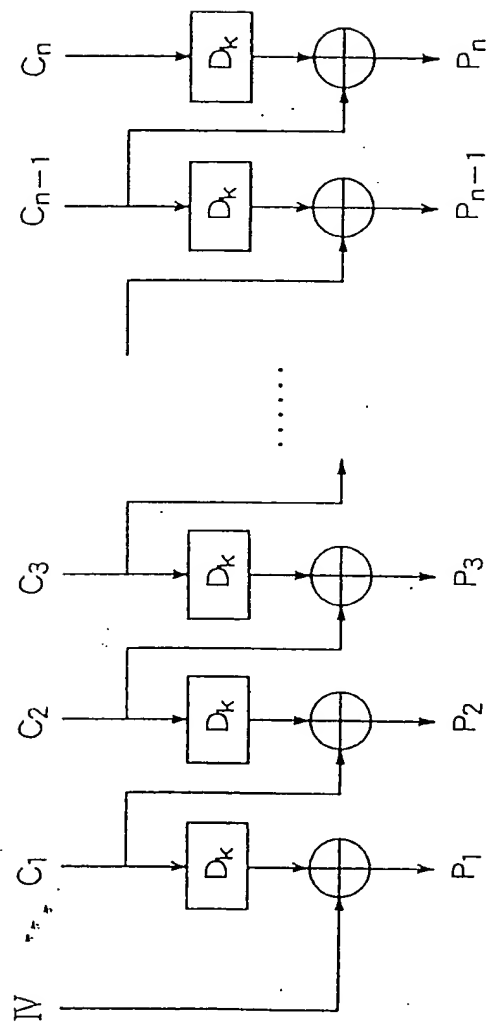 IV C₁ C₂ C₃ Cₙ₋₁ Cₙ
Dₖ Dₖ Dₖ ...... Dₖ Dₖ
P₁ P₂ P₃ Pₙ₋₁ Pₙ